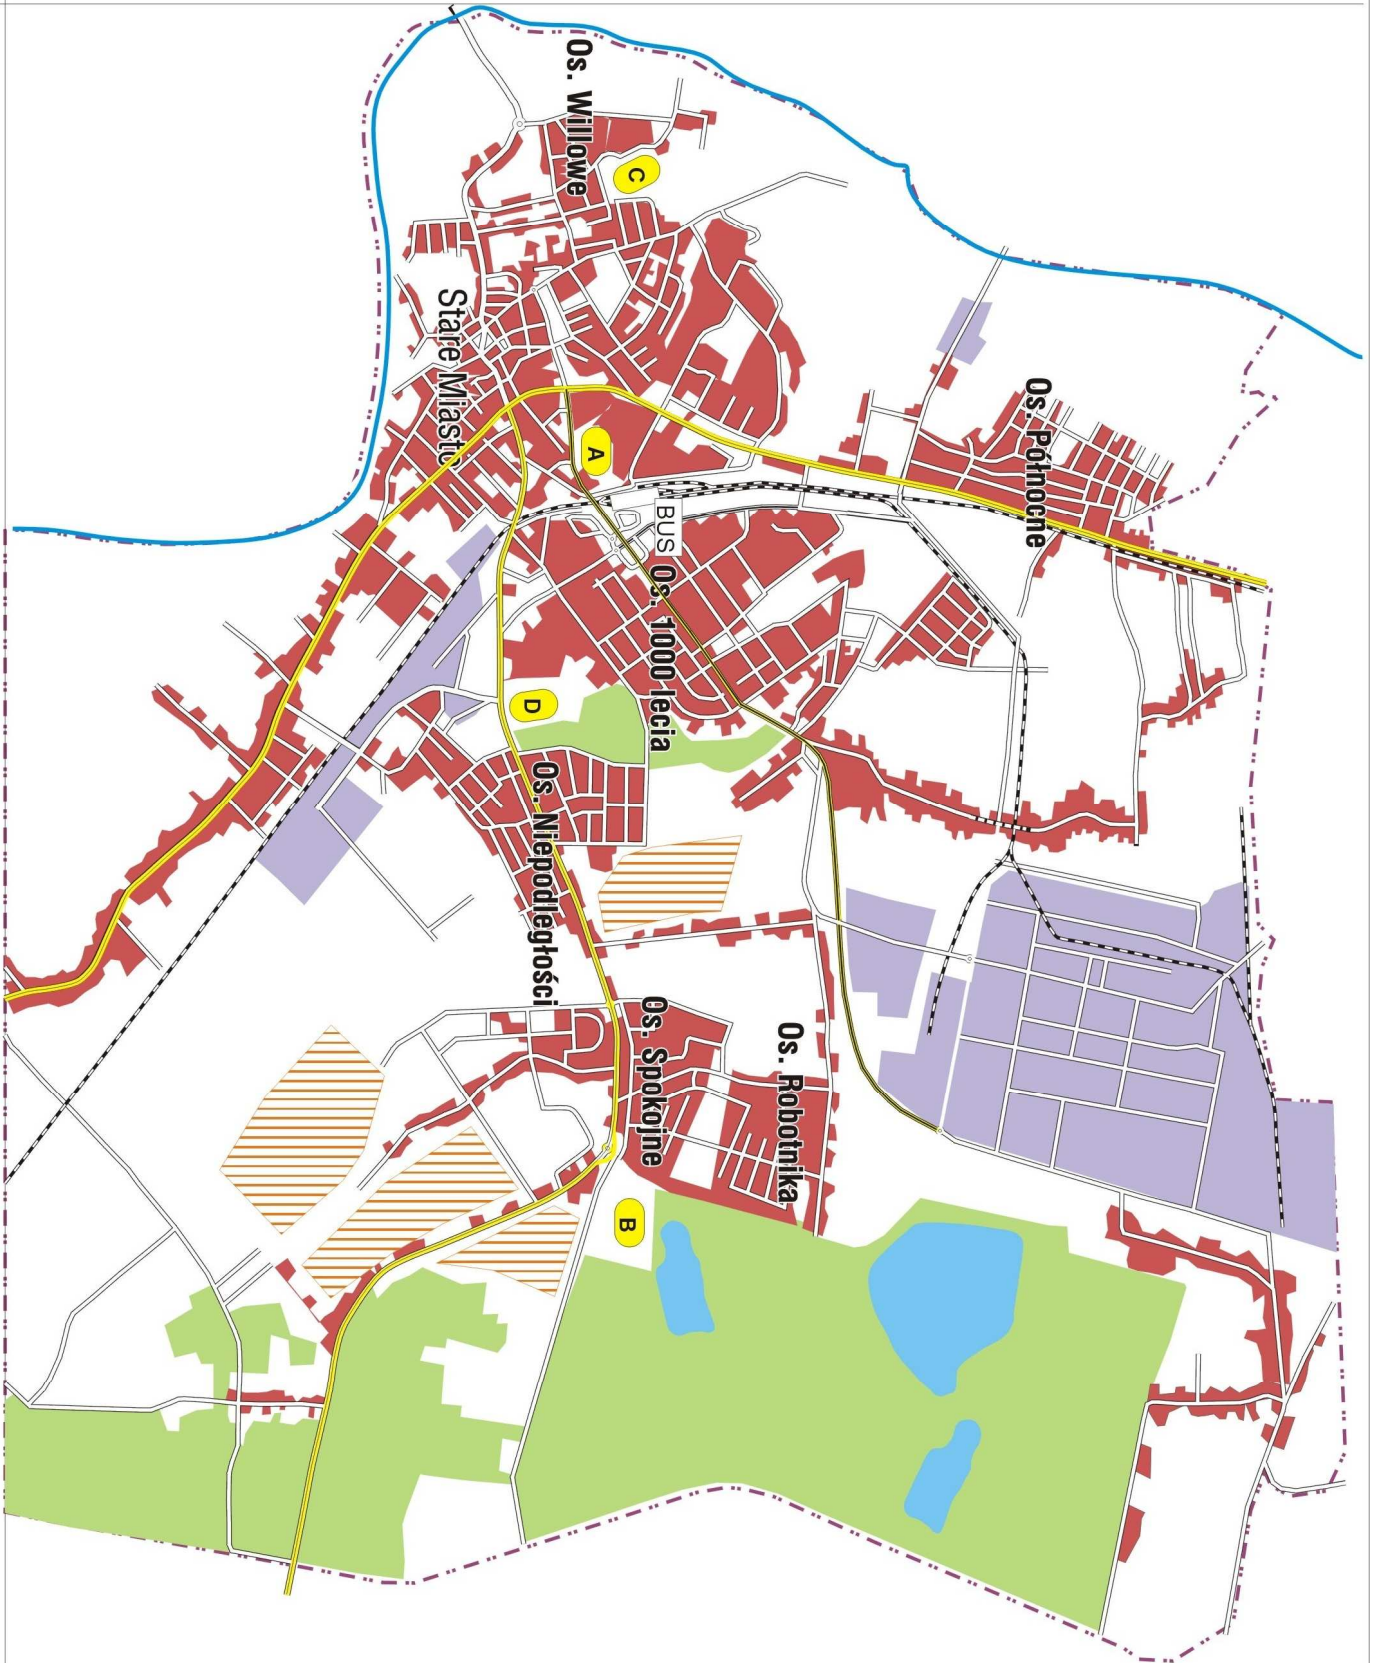 Os. Willowe
C
Stare Miasto
A
BUS
Os. Północne
Os. 1000 lecia
D
Os. Niepodległości
Os. Spokojne
Os. Robotnika
B